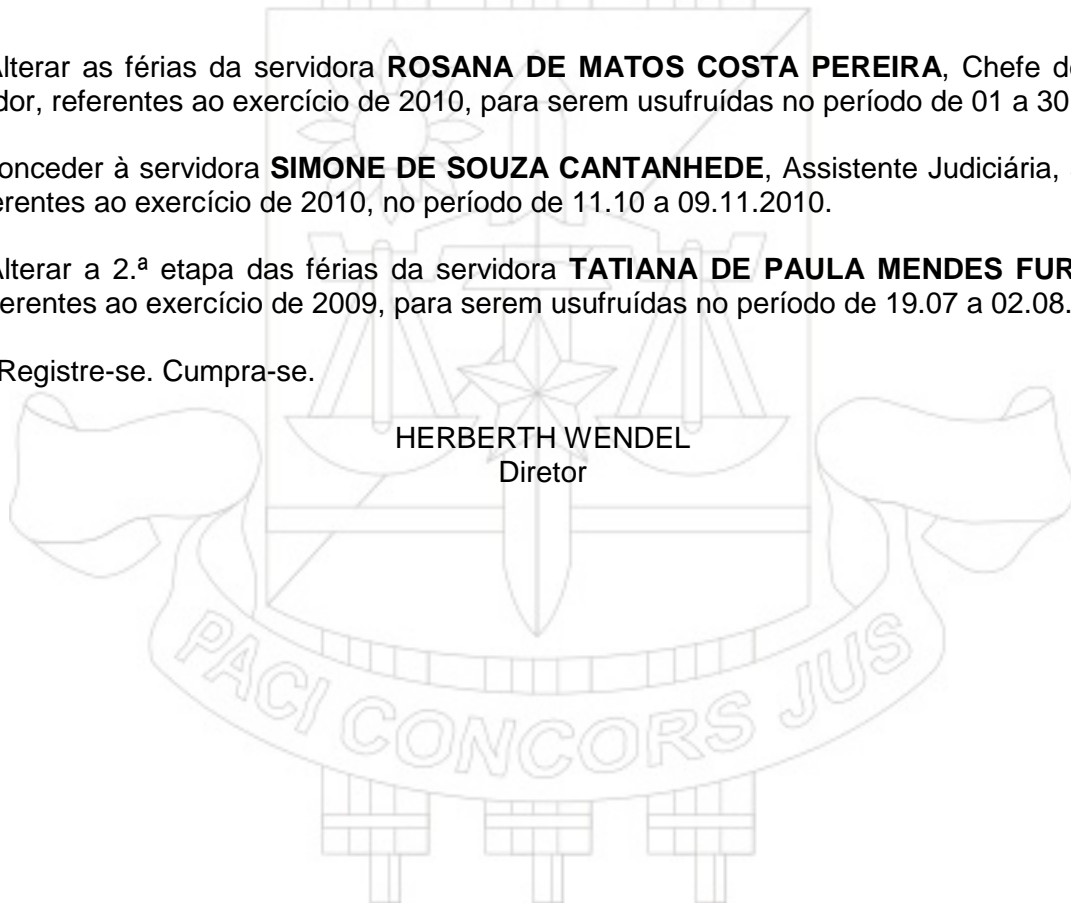 Alterar as férias da servidora ROSANA DE MATOS COSTA PEREIRA, Chefe d
dor, referentes ao exercício de 2010, para serem usufruídas no período de 01 a 30
onceder à servidora SIMONE DE SOUZA CANTANHEDE, Assistente Judiciária,
erentes ao exercício de 2010, no período de 11.10 a 09.11.2010.
Alterar a 2.ª etapa das férias da servidora TATIANA DE PAULA MENDES FUR
ferentes ao exercício de 2009, para serem usufruídas no período de 19.07 a 02.08.
Registre-se. Cumpra-se.
HERBERTH WENDEL
Diretor
PACI CONCORS JUS